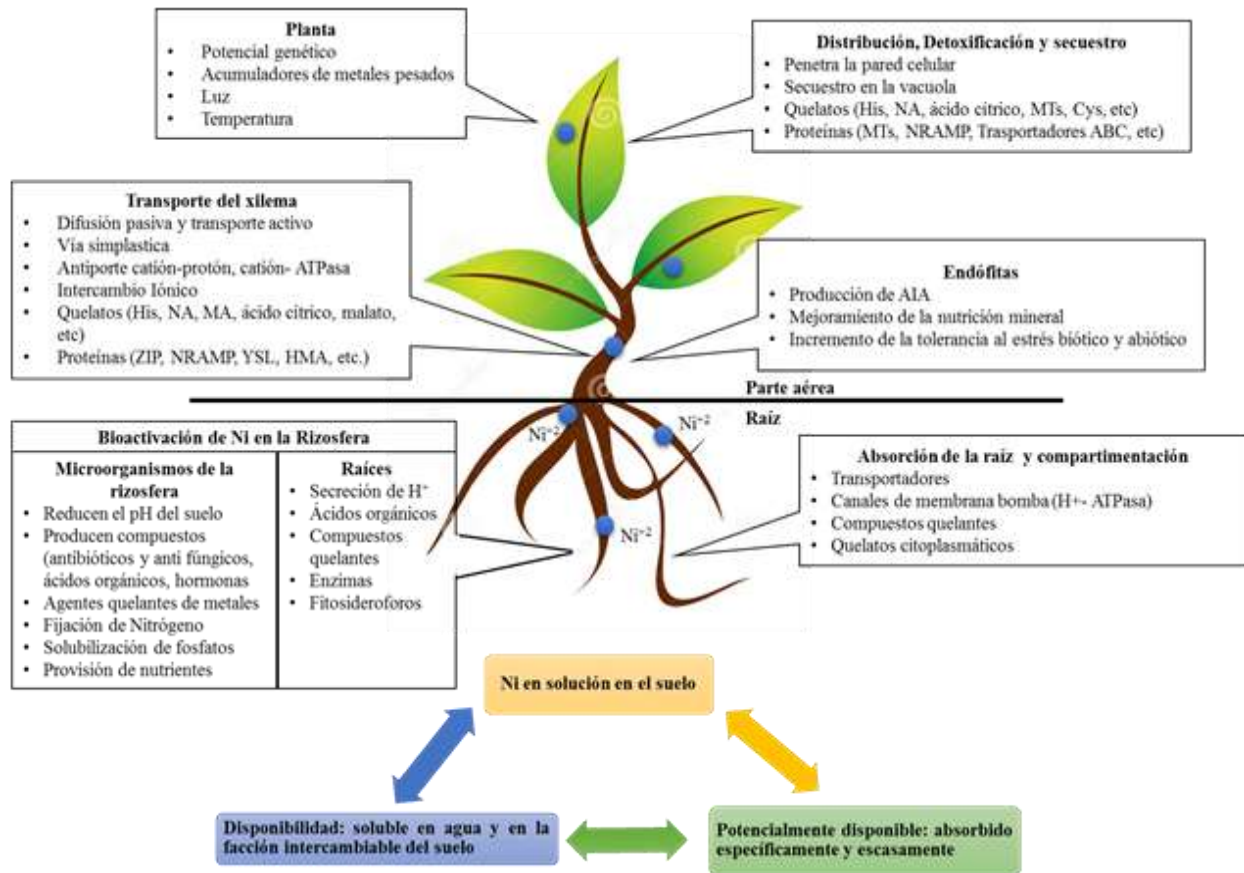 Planta
• Potencial genético
• Acumuladores de metales pesados
• Luz
• Temperatura
Distribución, Detoxificación y secuestro
• Penetra la pared celular
• Secuestro en la vacuola
• Quelatos (His, NA, ácido cítrico, MTs, Cys, etc)
• Proteínas (MTs, NRAMP, Trasportadores ABC, etc)
Transporte del xilema
• Difusión pasiva y transporte activo
• Vía simplastica
• Antiporte catión-protón, catión- ATPasa
• Intercambio Iónico
• Quelatos (His, NA, MA, ácido cítrico, malato,
etc)
• Proteínas (ZIP, NRAMP, YSL, HMA, etc.)
Endófitas
• Producción de AIA
• Mejoramiento de la nutrición mineral
• Incremento de la tolerancia al estrés biótico y abiótico
Parte aérea
Raíz
Ni+2
Ni+2
Ni+2
Bioactivación de Ni en la Rizosfera
Microorganismos de la
rizosfera
• Reducen el pH del suelo
• Producen compuestos
(antibióticos y anti fúngicos,
ácidos orgánicos, hormonas
• Agentes quelantes de metales
• Fijación de Nitrógeno
• Solubilización de fosfatos
• Provisión de nutrientes
Raíces
• Secreción de H+
• Ácidos orgánicos
• Compuestos
quelantes
• Enzimas
• Fitosideroforos
Absorción de la raíz y compartimentación
• Transportadores
• Canales de membrana bomba (H+- ATPasa)
• Compuestos quelantes
• Quelatos citoplasmáticos
Ni en solución en el suelo
Disponibilidad: soluble en agua y en la
facción intercambiable del suelo
Potencialmente disponible: absorbido
específicamente y escasamente